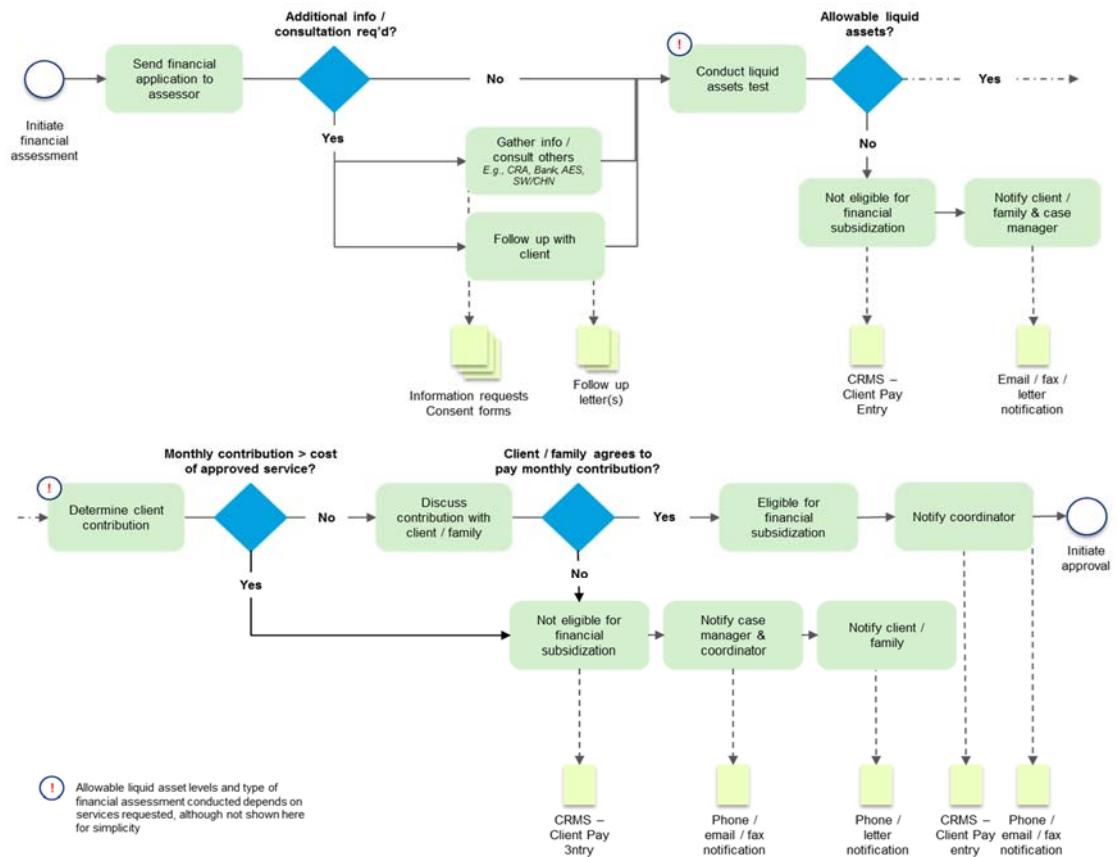 Additional info /
consultation req'd?
Allowable liquid
assets?
Send financial
application to
assessor
No
!
Conduct liquid
assets test
Yes
Initiate
financial
assessment
Yes
Gather info /
consult others
E.g., CRA, Bank, AES,
SW/CHN
No
Follow up with
client
Not eligible for
financial
subsidization
Notify client /
family & case
manager
Information requests
Consent forms
Follow up
letter(s)
CRMS –
Client Pay
Entry
Email / fax /
letter
notification
Monthly contribution > cost
of approved service?
Client / family agrees to
pay monthly contribution?
!
Determine client
contribution
No
Discuss
contribution with
client / family
Yes
Eligible for
financial
subsidization
Notify coordinator
Initiate
approval
Yes
No
Not eligible for
financial
subsidization
Notify case
manager &
coordinator
Notify client /
family
!
Allowable liquid asset levels and type of
financial assessment conducted depends on
services requested, although not shown here
for simplicity
CRMS –
Client Pay
3ntry
Phone /
email / fax
notification
Phone /
letter
notification
CRMS –
Client Pay
entry
Phone /
email / fax
notification